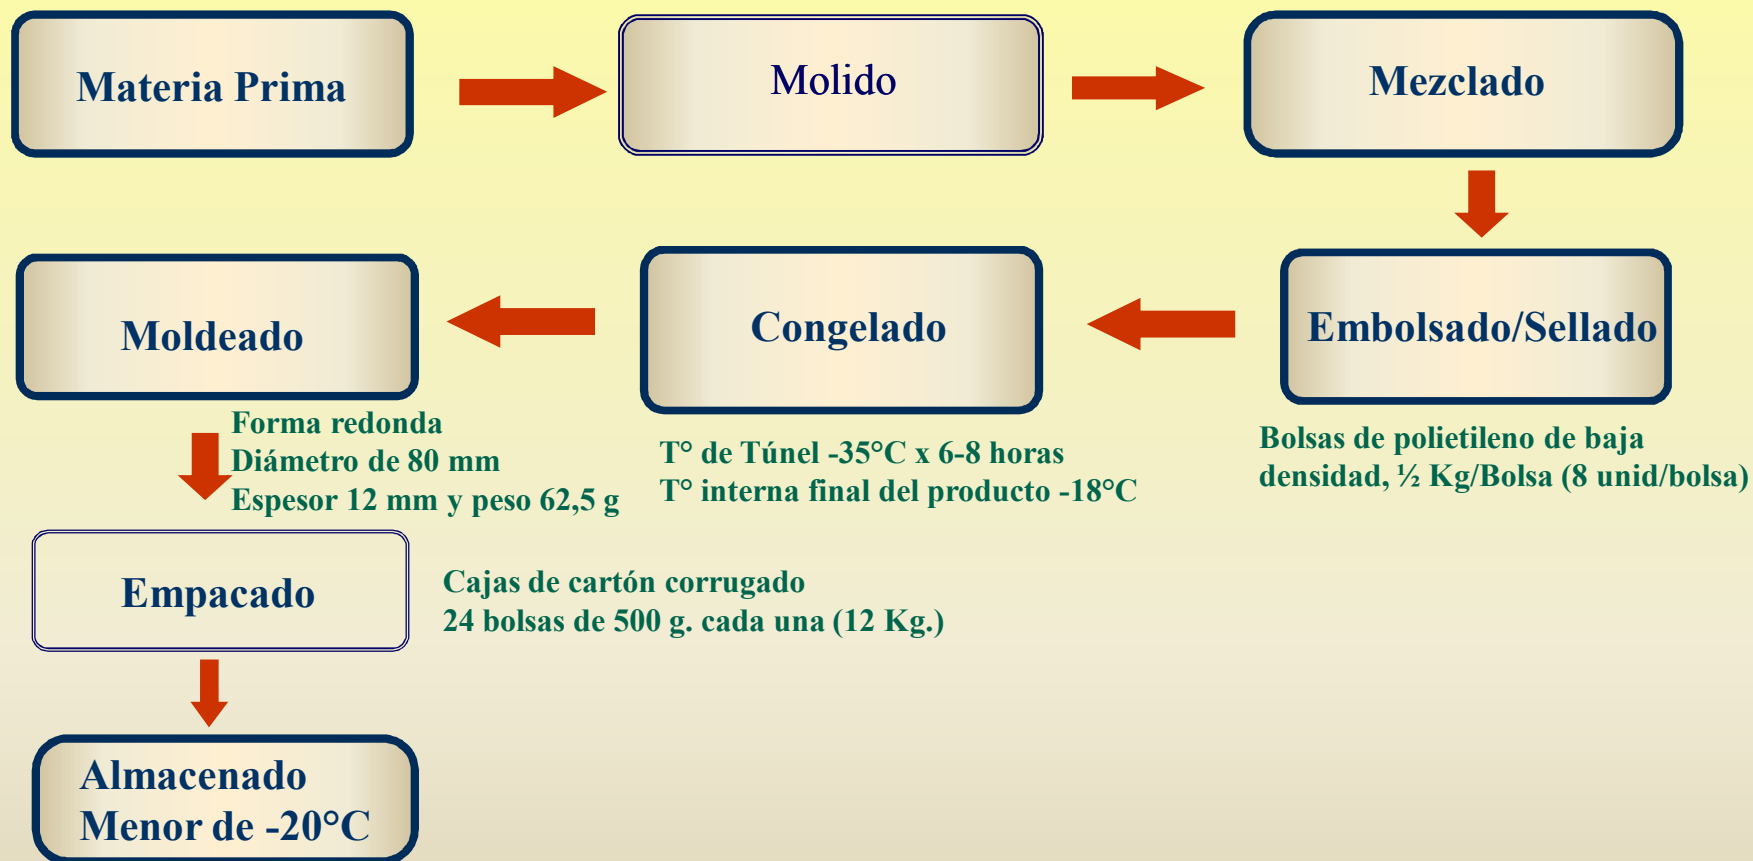 Materia Prima
Molido
Mezclado
Embolsado/Sellado
Bolsas de polietileno de baja
densidad, ½ Kg/Bolsa (8 unid/bolsa)
Congelado
T° de Túnel -35°C x 6-8 horas
T° interna final del producto -18°C
Moldeado
Forma redonda
Diámetro de 80 mm
Espesor 12 mm y peso 62,5 g
Empacado
Cajas de cartón corrugado
24 bolsas de 500 g. cada una (12 Kg.)
Almacenado
Menor de -20°C